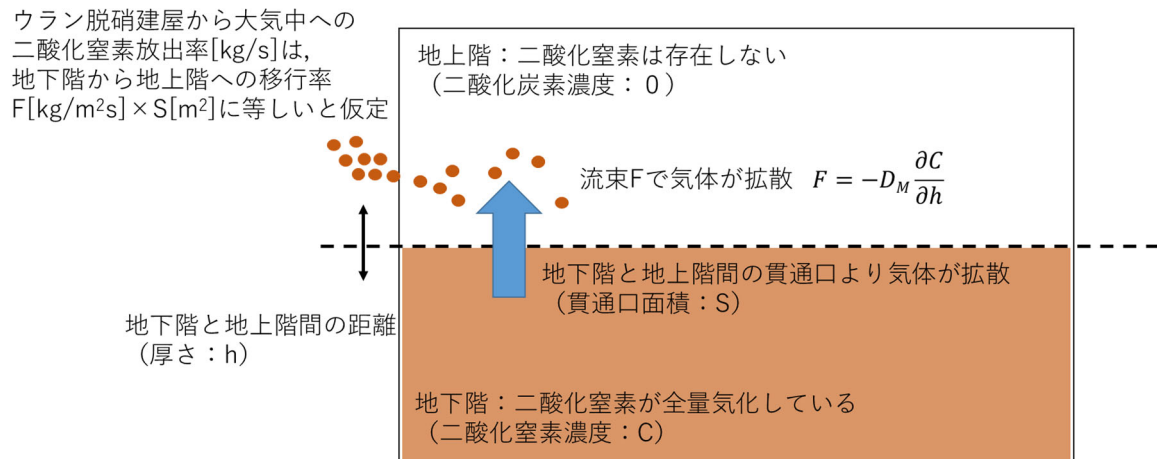 ウラン脱硝建屋から大気中への
二酸化窒素放出率[kg/s]は,
地下階から地上階への移行率
F[kg/m²s]×S[m²]に等しいと仮定
地上階：二酸化窒素は存在しない
（二酸化炭素濃度：０）
流束Fで気体が拡散 F = −D_M ∂C/∂h
地下階と地上階間の貫通口より気体が拡散
（貫通口面積：S）
地下階と地上階間の距離
（厚さ：h）
地下階：二酸化窒素が全量気化している
（二酸化窒素濃度：C）